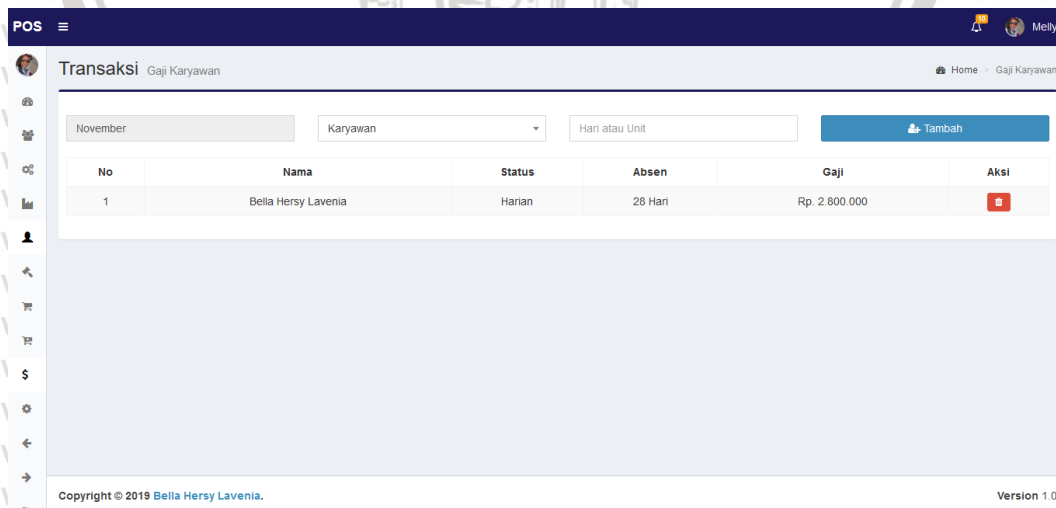 POS
10
Melly
Transaksi Gaji Karyawan
Home > Gaji Karyawan
November
Karyawan
Hari atau Unit
Tambah
No Nama Status Absen Gaji Aksi
1 Bella Hersy Lavenia Harian 28 Hari Rp. 2.800.000
Copyright © 2019 Bella Hersy Lavenia.
Version 1.0